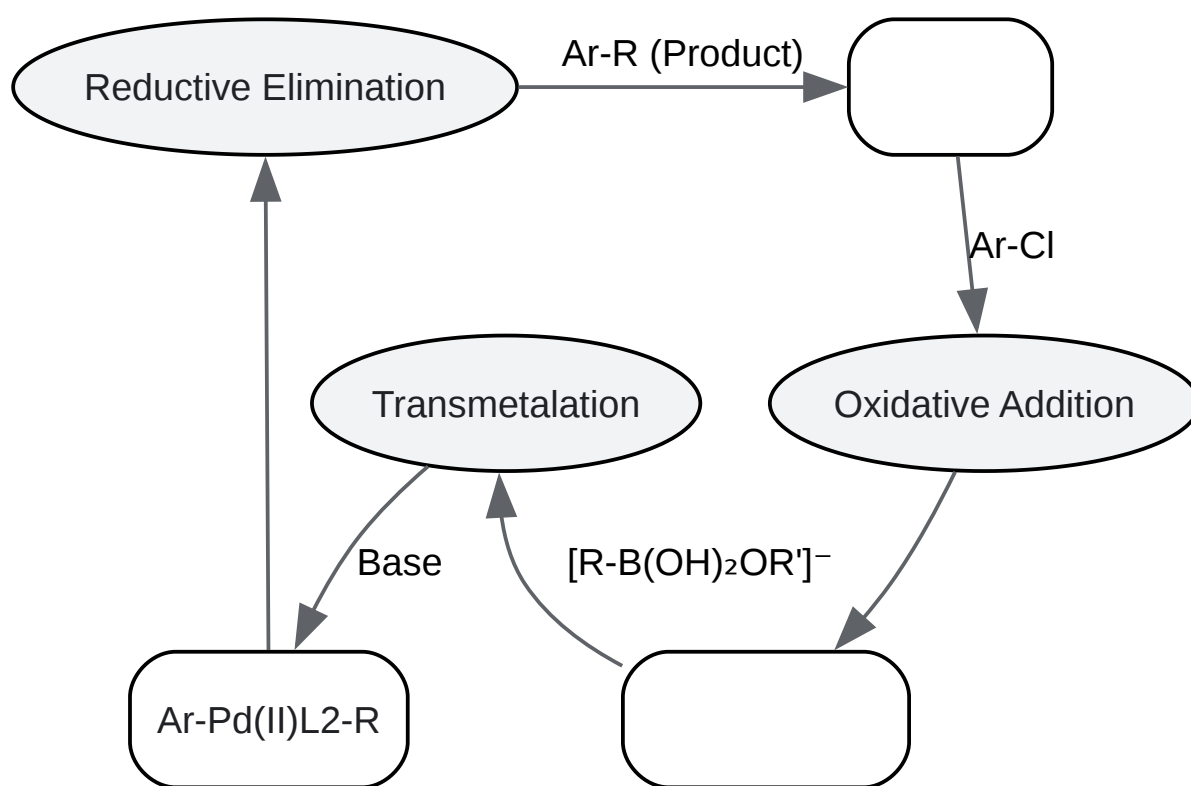 Ar-R (Product)
Reductive Elimination
Ar-Cl
Transmetalation
Oxidative Addition
Base
[R-B(OH)₂OR']⁻
Ar-Pd(II)L2-R